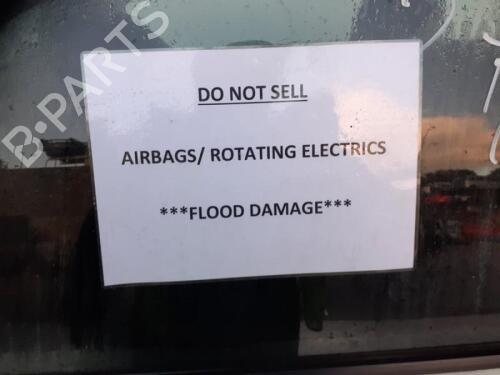 DO NOT SELL
AIRBAGS/ ROTATING ELECTRICS
***FLOOD DAMAGE***
B-PARTS